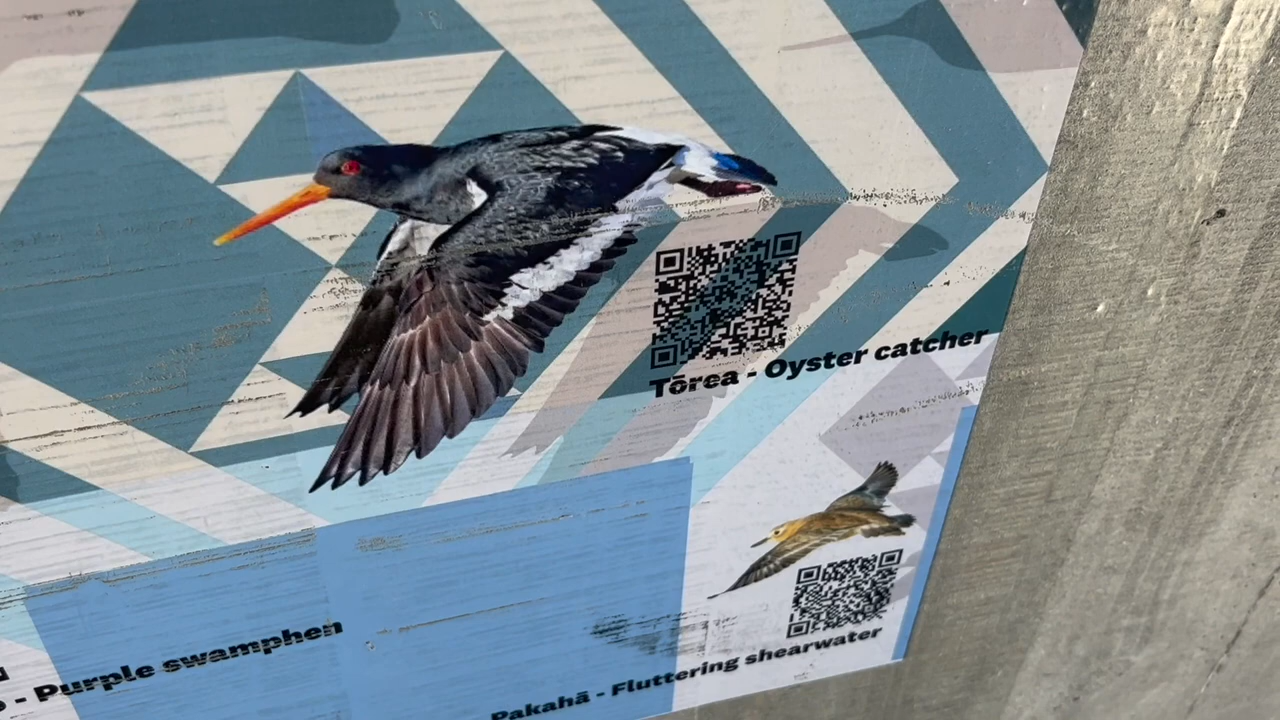 Tōrea - Oyster catcher
- Purple swamphen
Pakahā - Fluttering shearwater